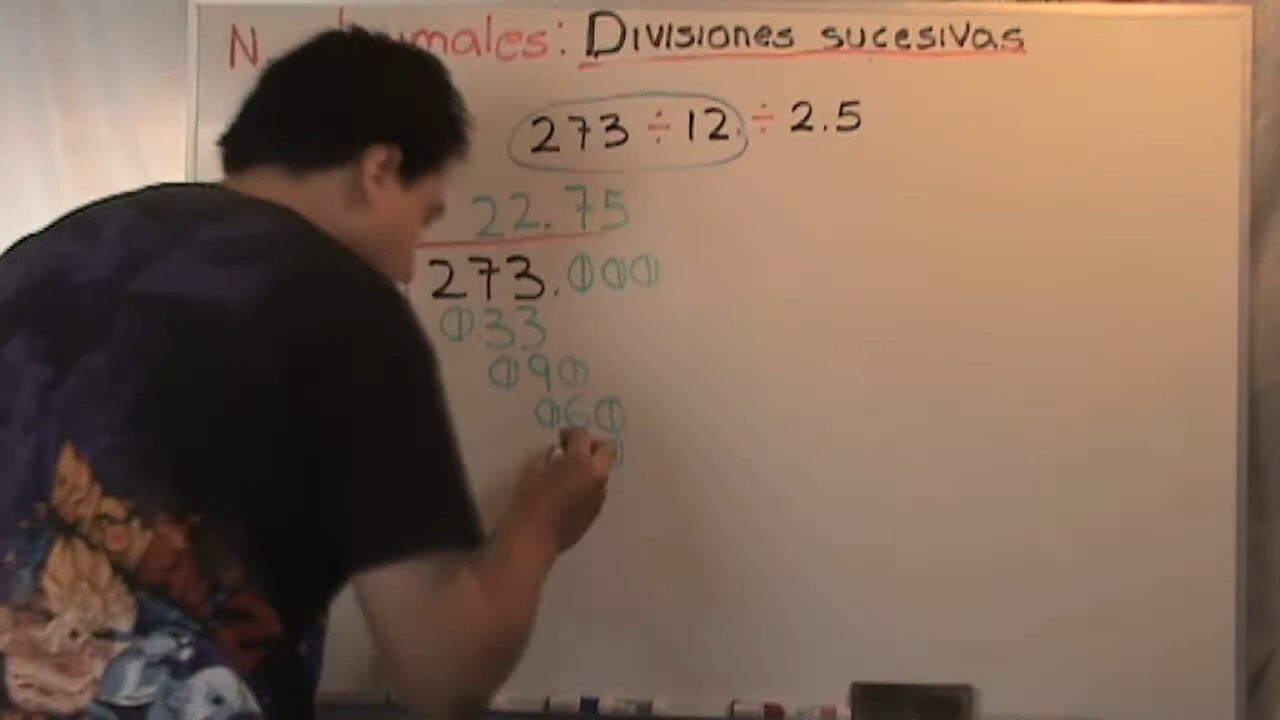 N. : Divisiones sucesivas
273 ÷ 12 ÷ 2.5
22.75
273.000
033
090
060